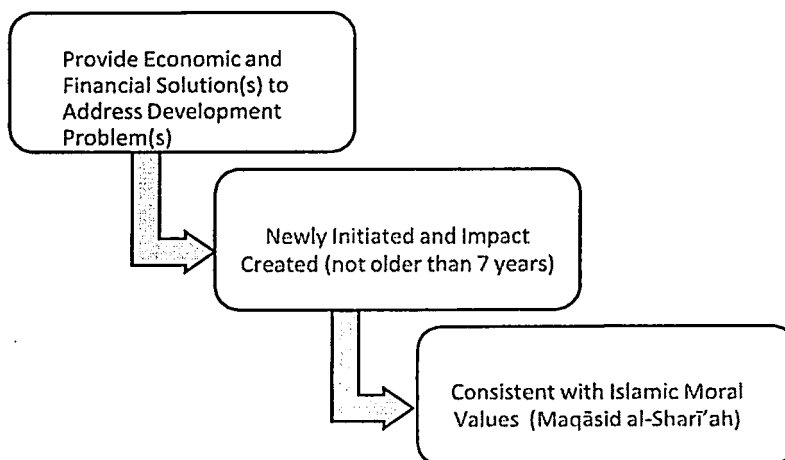 Provide Economic and
Financial Solution(s) to
Address Development
Problem(s)
Newly Initiated and Impact
Created (not older than 7 years)
Consistent with Islamic Moral
Values (Maqāsid al-Sharī'ah)